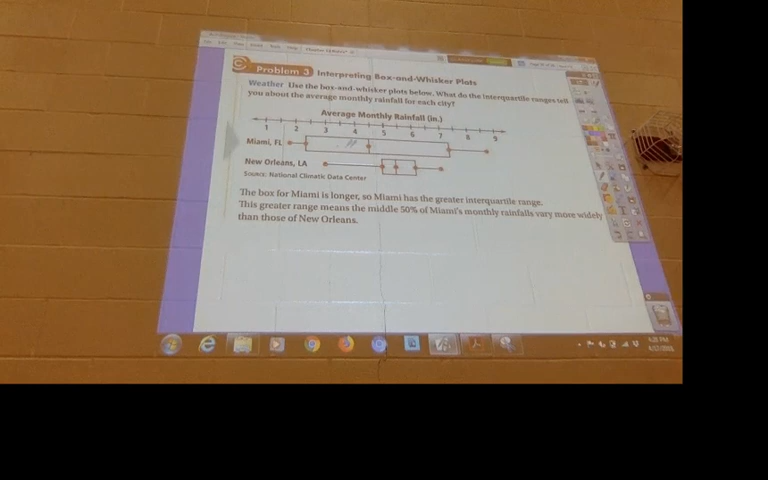 Problem 3 Interpreting Box-and-Whisker Plots
Weather Use the box-and-whisker plots below. What do the interquartile ranges tell
you about the average monthly rainfall for each city?
Average Monthly Rainfall (in.)
1 2 3 4 5 6 7 8 9
Miami, FL
New Orleans, LA
SOURCE: National Climatic Data Center
The box for Miami is longer, so Miami has the greater interquartile range.
This greater range means the middle 50% of Miami's monthly rainfalls vary more widely
than those of New Orleans.